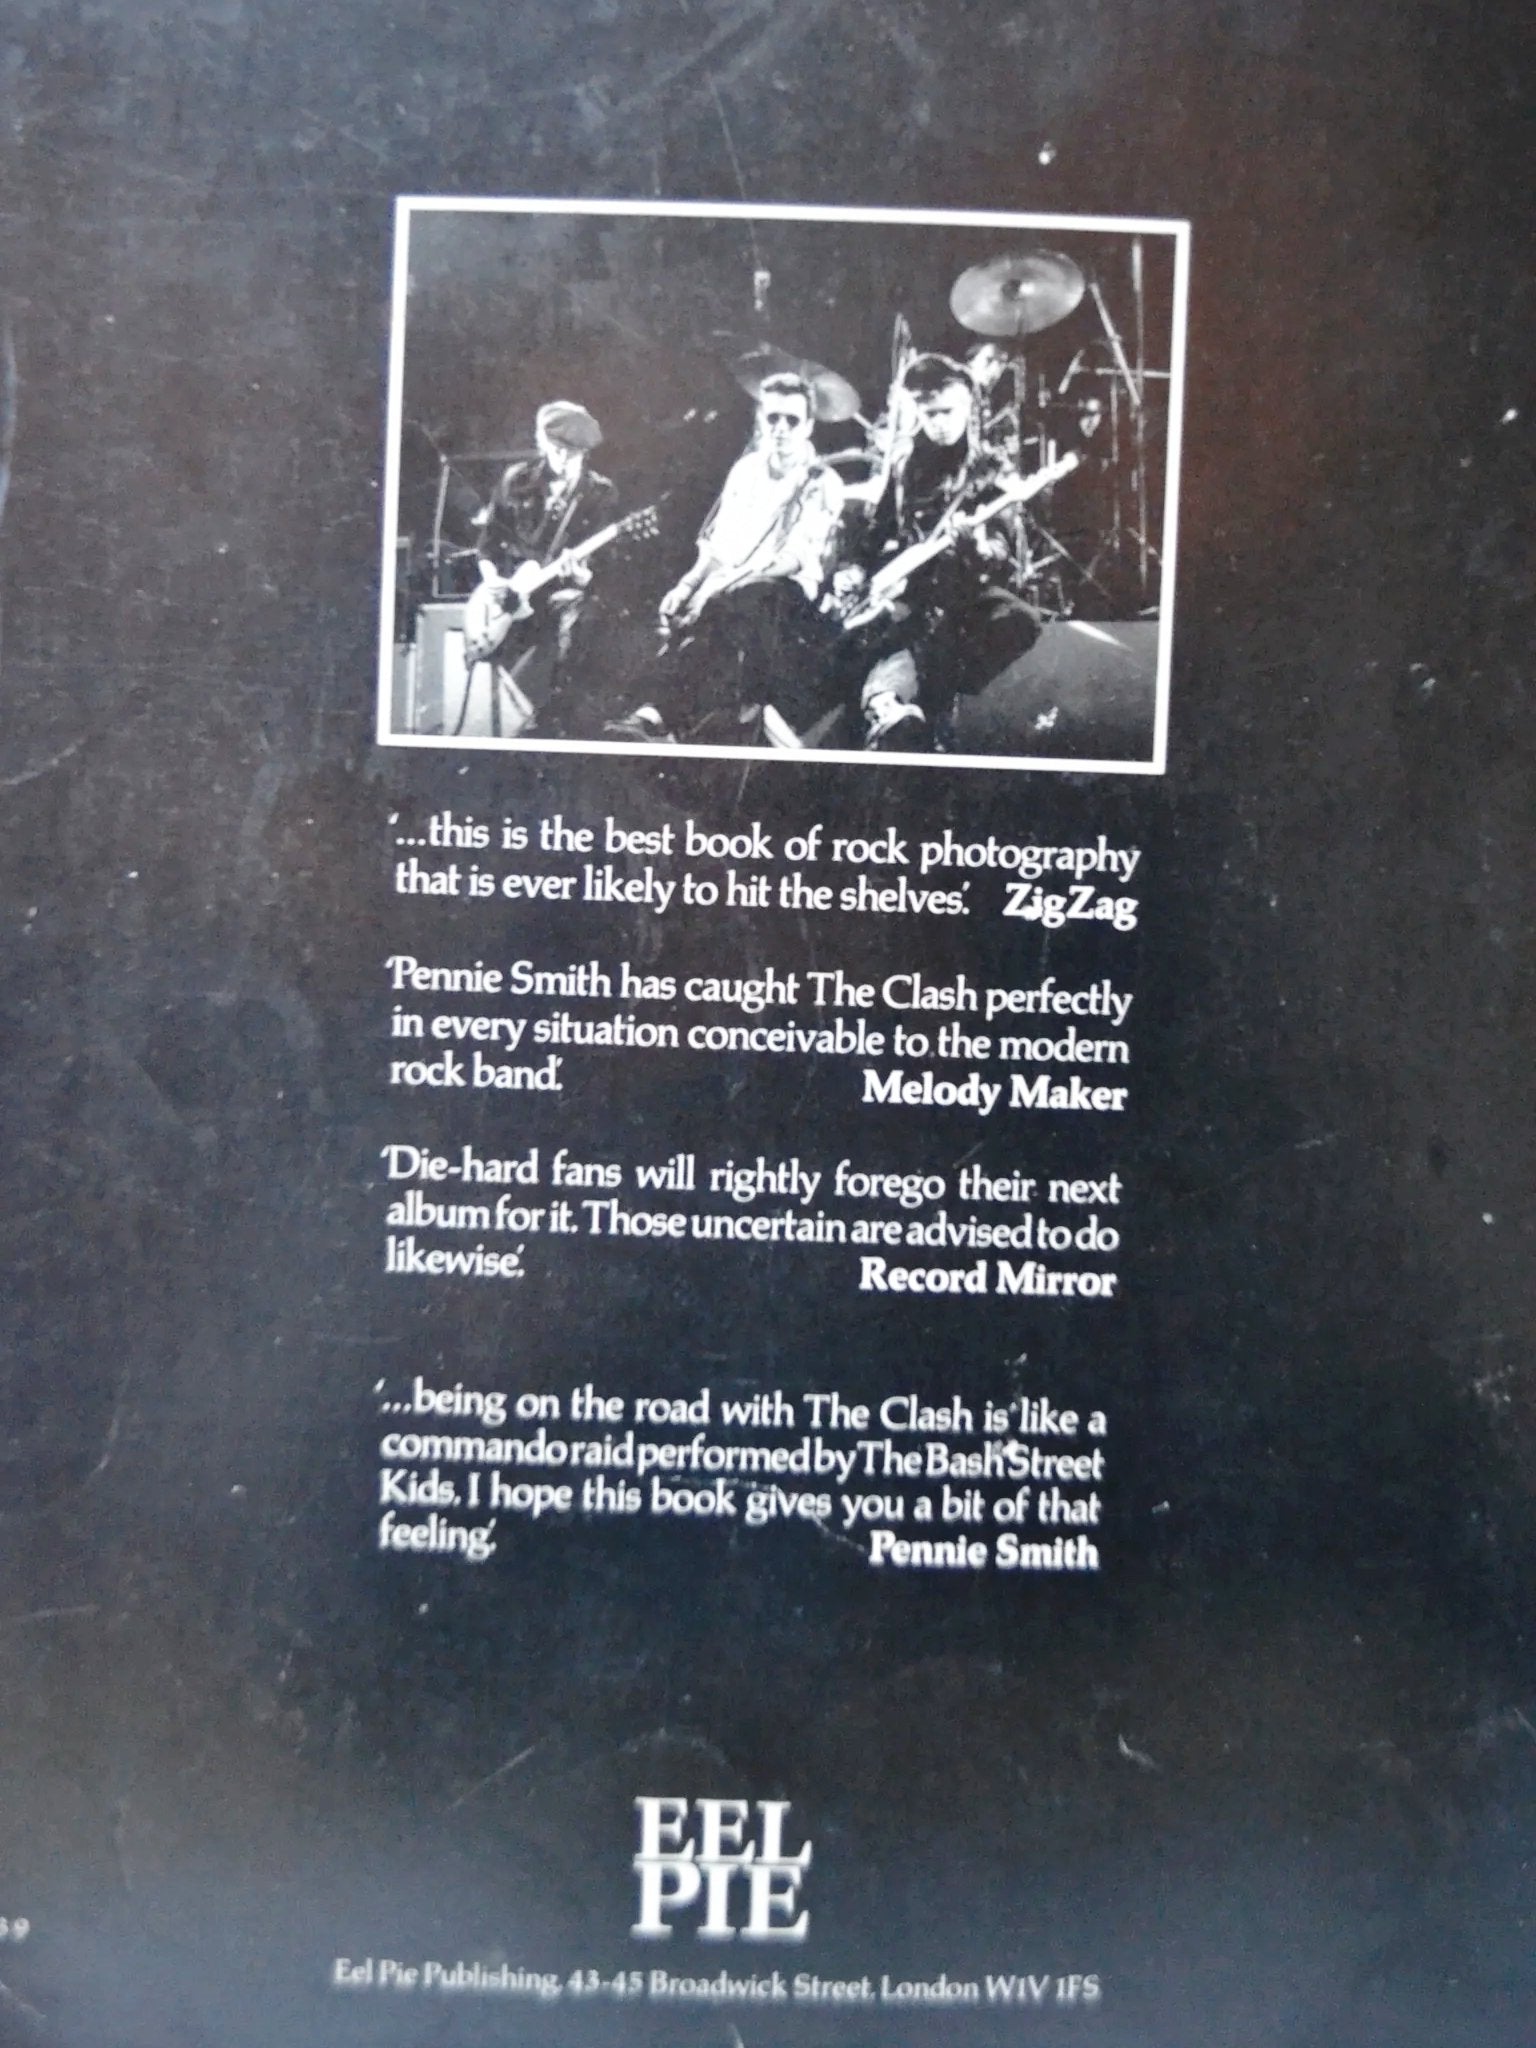 '...this is the best book of rock photography
that is ever likely to hit the shelves'. ZigZag
'Pennie Smith has caught The Clash perfectly
in every situation conceivable to the modern
rock band'. Melody Maker
'Die-hard fans will rightly forego their next
album for it. Those uncertain are advised to do
likewise'. Record Mirror
'...being on the road with The Clash is like a
commando raid performed by The Bash Street
Kids. I hope this book gives you a bit of that
feeling'. Pennie Smith
EEL
PIE
Eel Pie Publishing, 43-45 Broadwick Street, London W1V 1FS